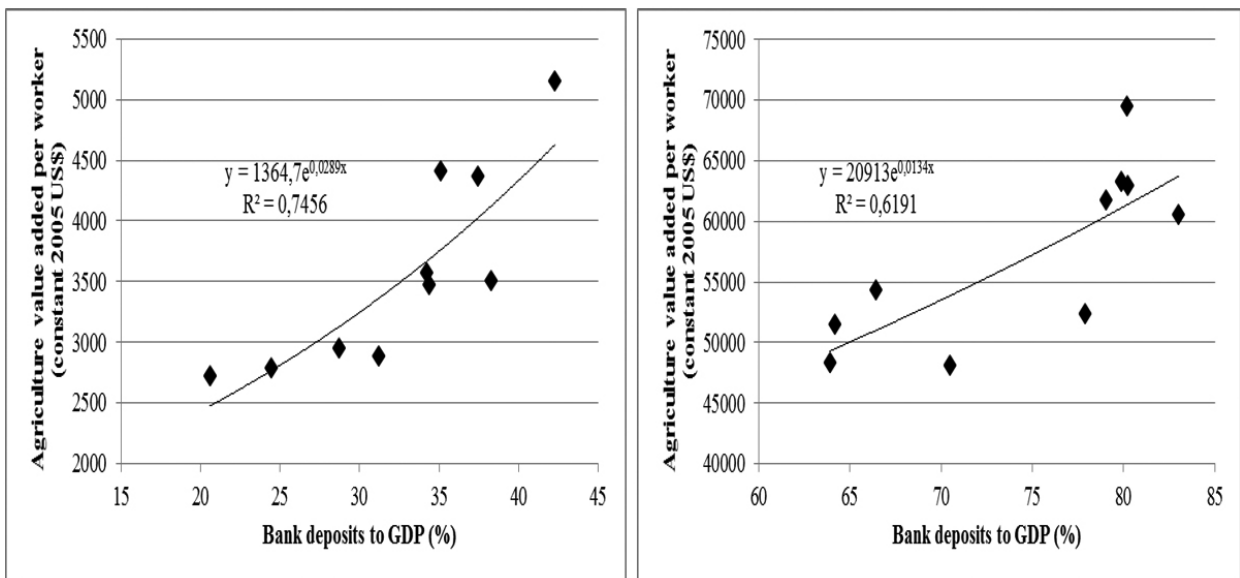 Agriculture value added per worker
(constant 2005 US$)
5500
5000
4500
4000
3500
3000
2500
2000
y = 1364,7e^0,0289x
R² = 0,7456
15 20 25 30 35 40 45
Bank deposits to GDP (%)
Agriculture value added per worker
(constant 2005 US$)
75000
70000
65000
60000
55000
50000
45000
40000
y = 20913e^0,0134x
R² = 0,6191
60 65 70 75 80 85
Bank deposits to GDP (%)